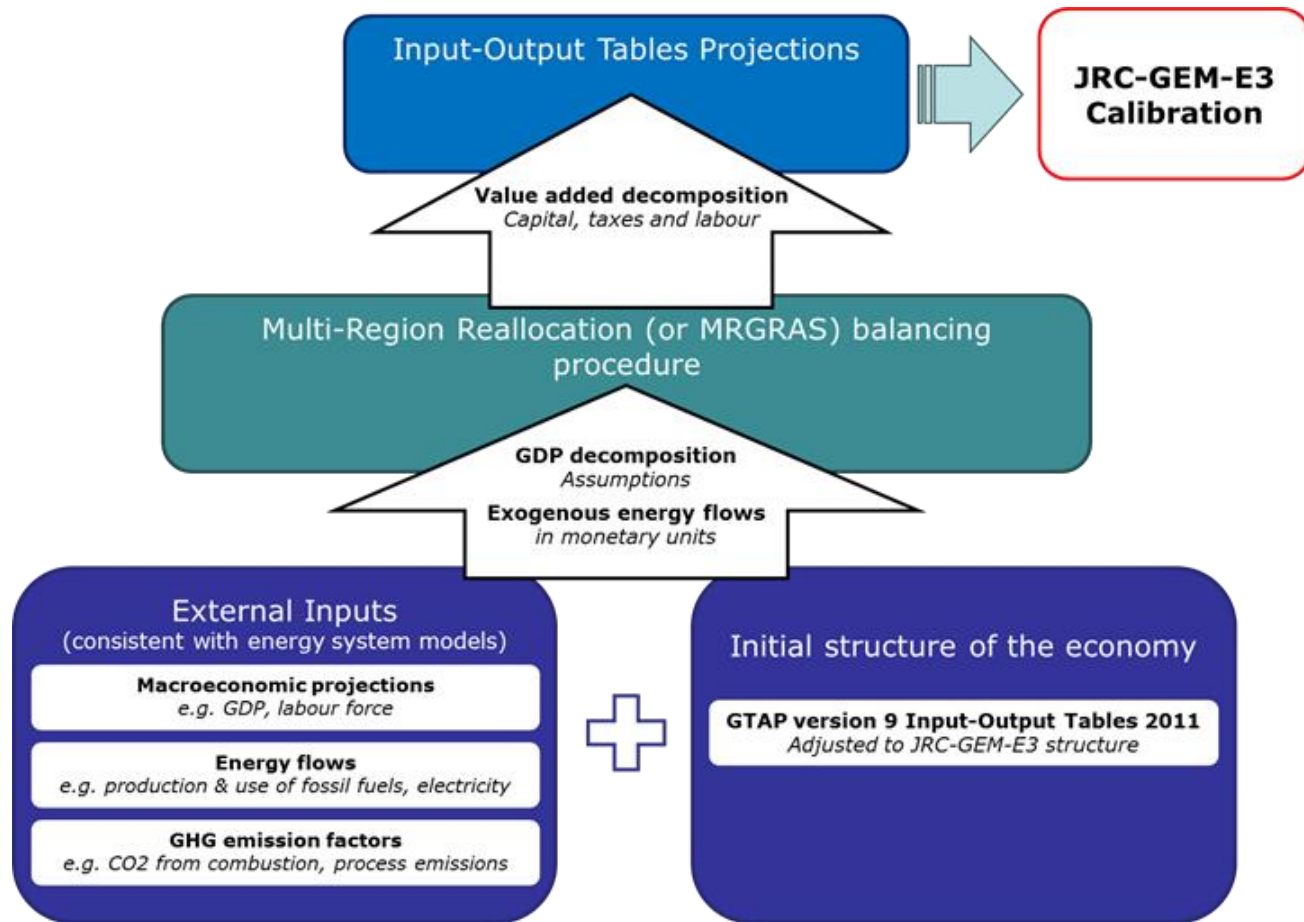 Input-Output Tables Projections
JRC-GEM-E3
Calibration
Value added decomposition
Capital, taxes and labour
Multi-Region Reallocation (or MRGRAS) balancing
procedure
GDP decomposition
Assumptions
Exogenous energy flows
in monetary units
External Inputs
(consistent with energy system models)
Macroeconomic projections
e.g. GDP, labour force
Energy flows
e.g. production & use of fossil fuels, electricity
GHG emission factors
e.g. CO2 from combustion, process emissions
Initial structure of the economy
GTAP version 9 Input-Output Tables 2011
Adjusted to JRC-GEM-E3 structure